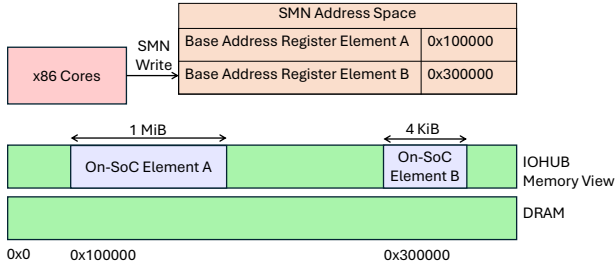 SMN Address Space
SMN
Write
x86 Cores
Base Address Register Element A 0x100000
Base Address Register Element B 0x300000
1 MiB
4 KiB
On-SoC Element A
On-SoC
Element B
IOHUB
Memory View
DRAM
0x0 0x100000 0x300000